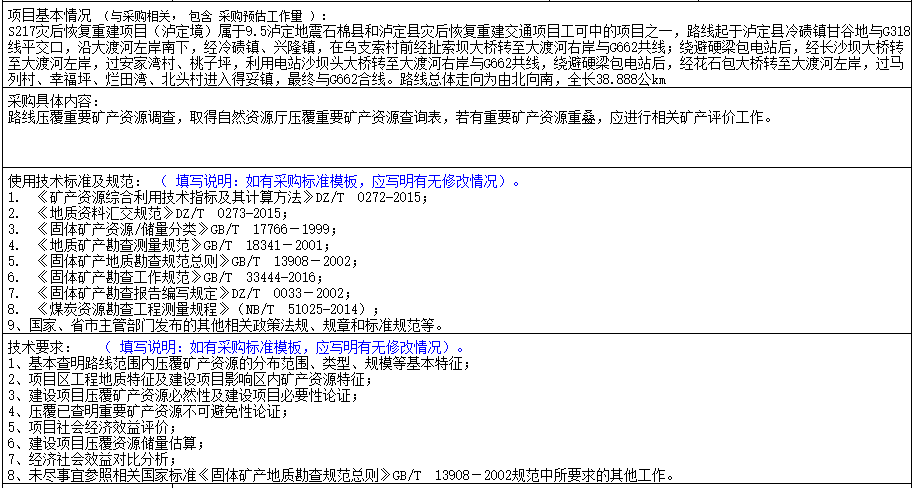 项目基本情况 （与采购相关， 包含 采购预估工作量 ）：
S217灾后恢复重建项目（泸定境）属于9.5泸定地震石棉县和泸定县灾后恢复重建交通项目工可中的项目之一，路线起于泸定县冷碛镇甘谷地与G318
线平交口，沿大渡河左岸南下，经冷碛镇、兴隆镇，在乌支索村前经扯索坝大桥转至大渡河右岸与G662共线；绕避硬梁包电站后，经长沙坝大桥转
至大渡河左岸，过安家湾村、桃子坪，利用电站沙坝头大桥转至大渡河右岸与G662共线，绕避硬梁包电站后，经花石包大桥转至大渡河左岸，过马
列村、幸福坪、烂田湾、北头村进入得妥镇，最终与G662合线。路线总体走向为由北向南，全长38.888公km
采购具体内容：
路线压覆重要矿产资源调查，取得自然资源厅压覆重要矿产资源查询表，若有重要矿产资源重叠，应进行相关矿产评价工作。
使用技术标准及规范： （ 填写说明：如有采购标准模板，应写明有无修改情况）。
1. 《矿产资源综合利用技术指标及其计算方法》DZ/T 0272-2015；
2. 《地质资料汇交规范》DZ/T 0273-2015；
3. 《固体矿产资源/储量分类》GB/T 17766－1999；
4. 《地质矿产勘查测量规范》GB/T 18341－2001；
5. 《固体矿产地质勘查规范总则》GB/T 13908－2002；
6. 《固体矿产勘查工作规范》GB/T 33444-2016；
7. 《固体矿产勘查报告编写规定》DZ/T 0033－2002；
8. 《煤炭资源勘查工程测量规程》（NB/T 51025-2014）；
9、国家、省市主管部门发布的其他相关政策法规、规章和标准规范等。
技术要求： （ 填写说明：如有采购标准模板，应写明有无修改情况）。
1、基本查明路线范围内压覆矿产资源的分布范围、类型、规模等基本特征；
2、项目区工程地质特征及建设项目影响区内矿产资源特征；
3、建设项目压覆矿产资源必然性及建设项目必要性论证；
4、压覆已查明重要矿产资源不可避免性论证；
5、项目社会经济效益评价；
6、建设项目压覆资源储量估算；
7、经济社会效益对比分析；
8、未尽事宜参照相关国家标准《固体矿产地质勘查规范总则》GB/T 13908－2002规范中所要求的其他工作。